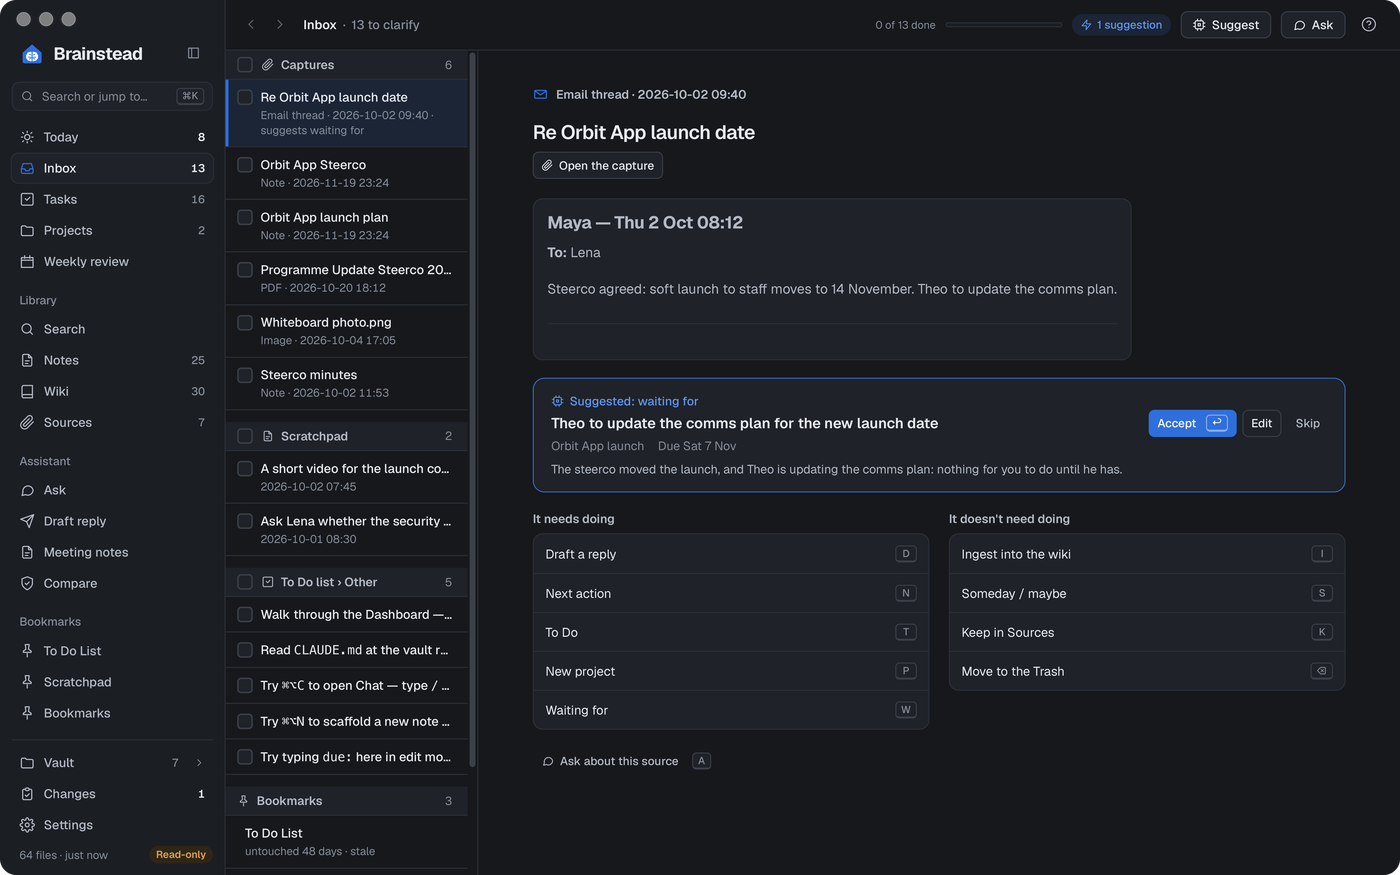 Brainstead
Search or jump to... ⌘K
Today 8
Inbox 13
Tasks 16
Projects 2
Weekly review
Library
Search
Notes 25
Wiki 30
Sources 7
Assistant
Ask
Draft reply
Meeting notes
Compare
Bookmarks
To Do List
Scratchpad
Bookmarks
Vault 7
Changes 1
Settings
64 files · just now Read-only
Inbox · 13 to clarify
0 of 13 done
1 suggestion
Suggest
Ask
Captures 6
Re Orbit App launch date
Email thread · 2026-10-02 09:40 ·
suggests waiting for
Orbit App Steerco
Note · 2026-11-19 23:24
Orbit App launch plan
Note · 2026-11-19 23:24
Programme Update Steerco 20...
PDF · 2026-10-20 18:12
Whiteboard photo.png
Image · 2026-10-04 17:05
Steerco minutes
Note · 2026-10-02 11:53
Scratchpad 2
A short video for the launch co...
2026-10-02 07:45
Ask Lena whether the security ...
2026-10-01 08:30
To Do list › Other 5
Walk through the Dashboard —...
Read CLAUDE.md at the vault r...
Try ⌘⌥C to open Chat — type / ...
Try ⌘⌥N to scaffold a new note ...
Try typing due: here in edit mo...
Bookmarks 3
To Do List
untouched 48 days · stale
Email thread · 2026-10-02 09:40
Re Orbit App launch date
Open the capture
Maya — Thu 2 Oct 08:12
To: Lena
Steerco agreed: soft launch to staff moves to 14 November. Theo to update the comms plan.
Suggested: waiting for
Theo to update the comms plan for the new launch date
Orbit App launch Due Sat 7 Nov
The steerco moved the launch, and Theo is updating the comms plan: nothing for you to do until he has.
Accept
Edit
Skip
It needs doing
Draft a reply D
Next action N
To Do T
New project P
Waiting for W
It doesn't need doing
Ingest into the wiki I
Someday / maybe S
Keep in Sources K
Move to the Trash ⌫
Ask about this source A